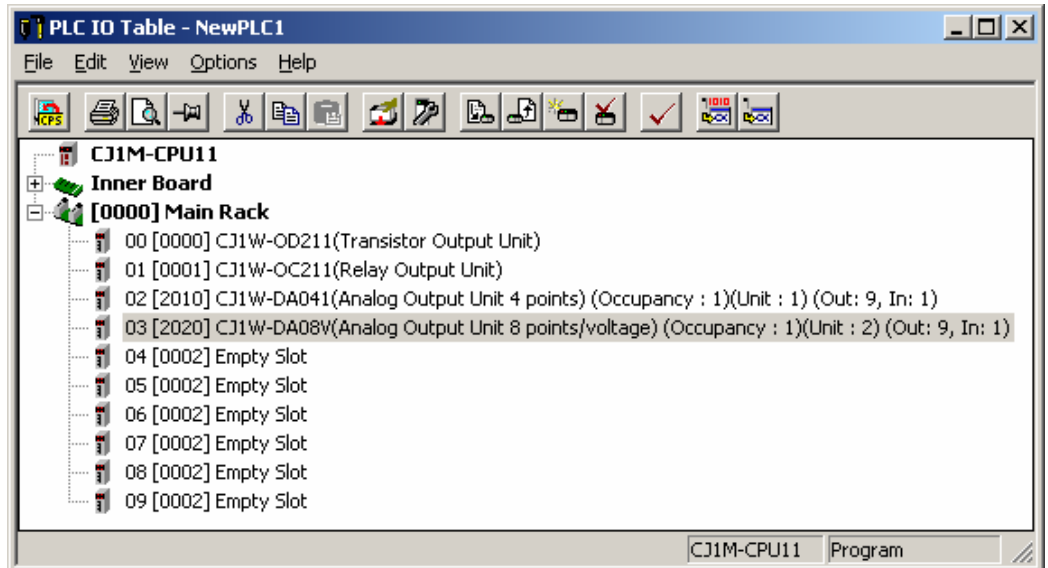 PLC IO Table - NewPLC1
File Edit View Options Help
CPS 1010
CJ1M-CPU11
Inner Board
[0000] Main Rack
00 [0000] CJ1W-OD211(Transistor Output Unit)
01 [0001] CJ1W-OC211(Relay Output Unit)
02 [2010] CJ1W-DA041(Analog Output Unit 4 points) (Occupancy : 1)(Unit : 1) (Out: 9, In: 1)
03 [2020] CJ1W-DA08V(Analog Output Unit 8 points/voltage) (Occupancy : 1)(Unit : 2) (Out: 9, In: 1)
04 [0002] Empty Slot
05 [0002] Empty Slot
06 [0002] Empty Slot
07 [0002] Empty Slot
08 [0002] Empty Slot
09 [0002] Empty Slot
CJ1M-CPU11 Program